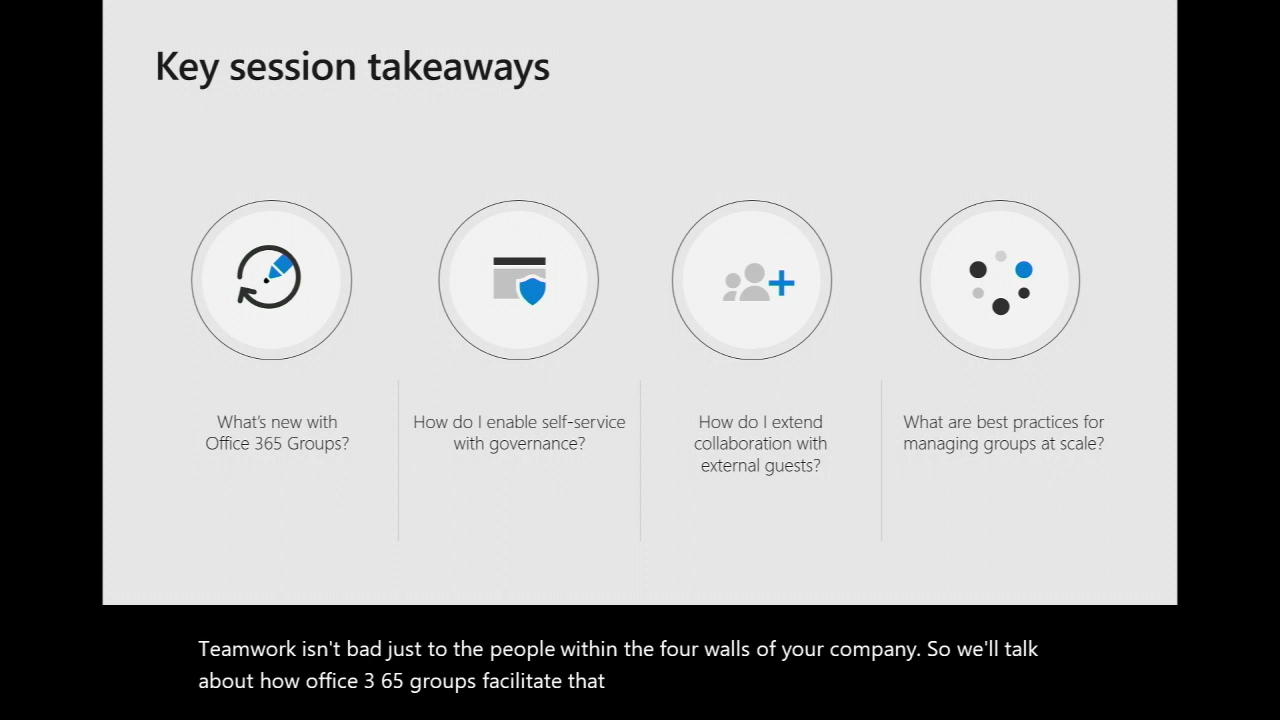 Key session takeaways
What's new with
Office 365 Groups?
How do I enable self-service
with governance?
How do I extend
collaboration with
external guests?
What are best practices for
managing groups at scale?
Teamwork isn't bad just to the people within the four walls of your company. So we'll talk
about how office 3 65 groups facilitate that